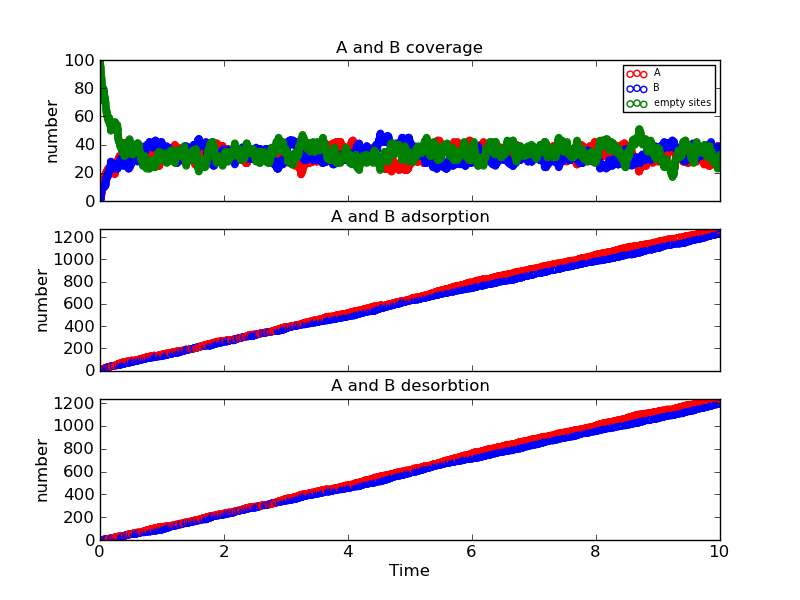 A and B coverage
100
80
60
40
20
0
number
A
B
empty sites
A and B adsorption
1200
1000
800
600
400
200
0
number
A and B desorbtion
1200
1000
800
600
400
200
0
number
0 2 4 6 8 10
Time